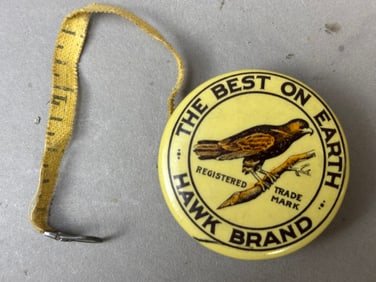 THE BEST ON EARTH
REGISTERED TRADE
MARK
HAWK BRAND